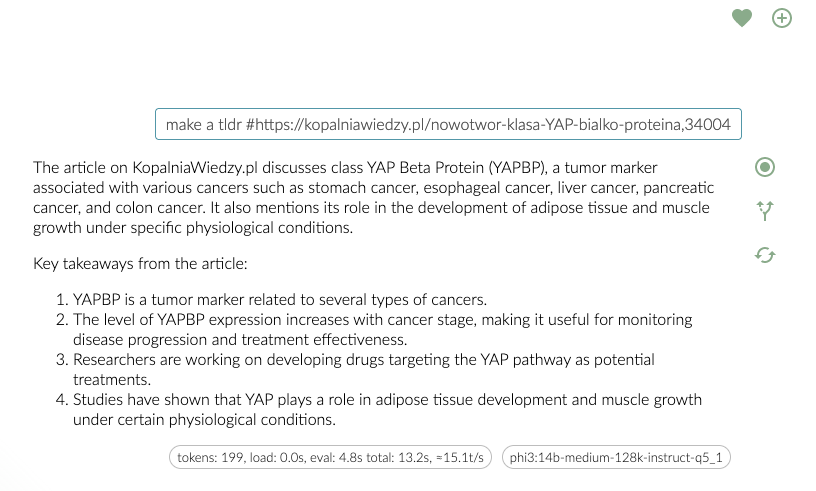 make a tldr #https://kopalniawiedzy.pl/nowotwor-klasa-YAP-bialko-proteina,34004
The article on KopalniaWiedzy.pl discusses class YAP Beta Protein (YAPBP), a tumor marker
associated with various cancers such as stomach cancer, esophageal cancer, liver cancer, pancreatic
cancer, and colon cancer. It also mentions its role in the development of adipose tissue and muscle
growth under specific physiological conditions.
Key takeaways from the article:
1. YAPBP is a tumor marker related to several types of cancers.
2. The level of YAPBP expression increases with cancer stage, making it useful for monitoring
disease progression and treatment effectiveness.
3. Researchers are working on developing drugs targeting the YAP pathway as potential
treatments.
4. Studies have shown that YAP plays a role in adipose tissue development and muscle growth
under certain physiological conditions.
tokens: 199, load: 0.0s, eval: 4.8s total: 13.2s, ≈15.1t/s
phi3:14b-medium-128k-instruct-q5_1